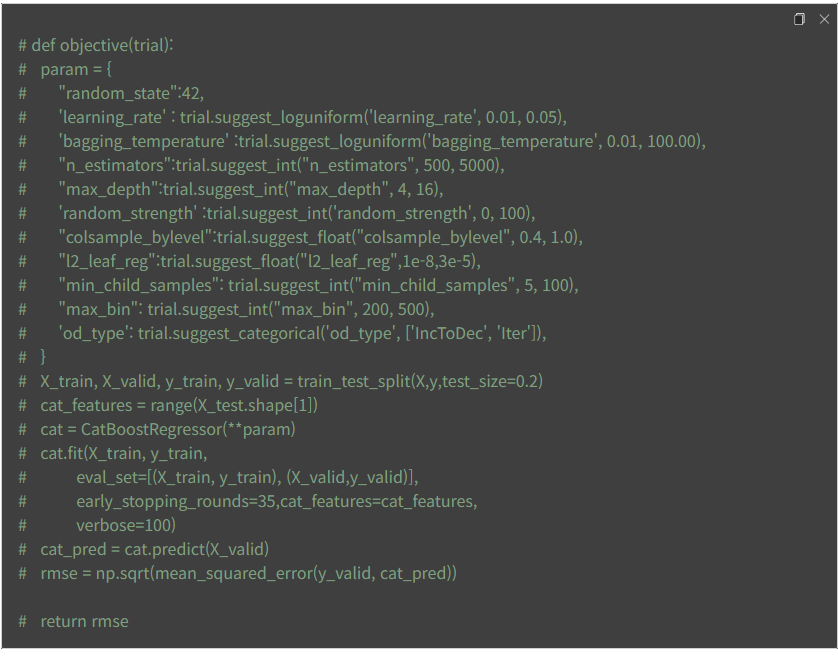 # def objective(trial):
#   param = {
#       "random_state":42,
#       'learning_rate' : trial.suggest_loguniform('learning_rate', 0.01, 0.05),
#       'bagging_temperature' :trial.suggest_loguniform('bagging_temperature', 0.01, 100.00),
#       "n_estimators":trial.suggest_int("n_estimators", 500, 5000),
#       "max_depth":trial.suggest_int("max_depth", 4, 16),
#       'random_strength' :trial.suggest_int('random_strength', 0, 100),
#       "colsample_bylevel":trial.suggest_float("colsample_bylevel", 0.4, 1.0),
#       "l2_leaf_reg":trial.suggest_float("l2_leaf_reg",1e-8,3e-5),
#       "min_child_samples": trial.suggest_int("min_child_samples", 5, 100),
#       "max_bin": trial.suggest_int("max_bin", 200, 500),
#       'od_type': trial.suggest_categorical('od_type', ['IncToDec', 'Iter']),
#   }
#   X_train, X_valid, y_train, y_valid = train_test_split(X,y,test_size=0.2)
#   cat_features = range(X_test.shape[1])
#   cat = CatBoostRegressor(**param)
#   cat.fit(X_train, y_train,
#           eval_set=[(X_train, y_train), (X_valid,y_valid)],
#           early_stopping_rounds=35,cat_features=cat_features,
#           verbose=100)
#   cat_pred = cat.predict(X_valid)
#   rmse = np.sqrt(mean_squared_error(y_valid, cat_pred))
#   return rmse